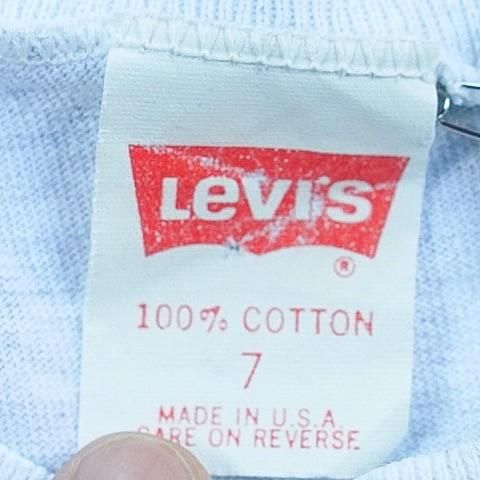 Levi's
®
100% COTTON
7
MADE IN U.S.A.
CARE ON REVERSE